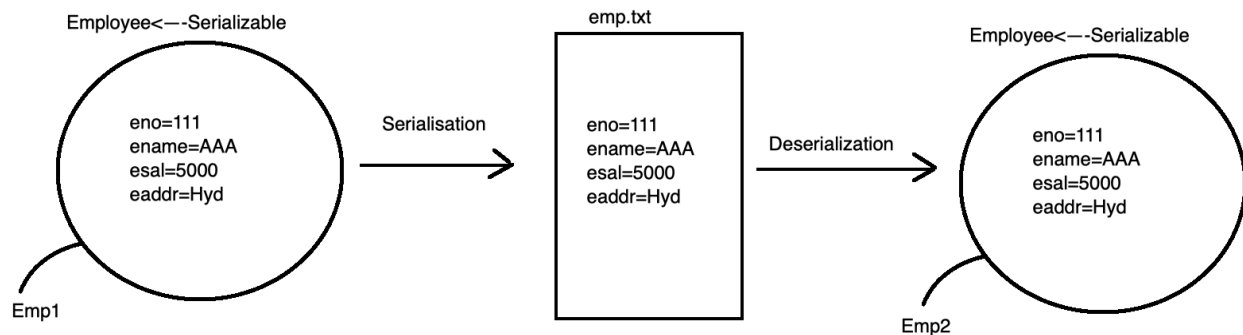 Employee<—-Serializable
eno=111
ename=AAA
esal=5000
eaddr=Hyd
Emp1
Serialisation
emp.txt
eno=111
ename=AAA
esal=5000
eaddr=Hyd
Deserialization
Employee<—-Serializable
eno=111
ename=AAA
esal=5000
eaddr=Hyd
Emp2